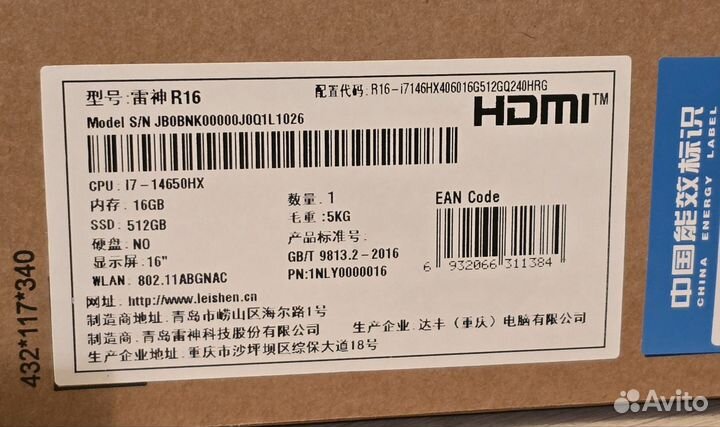 型号:雷神 R16
配置代码: R16-i7146HX406016G512GQ240HRG
Model S/N JB0BNK00000J0Q1L1026
HDMI™
CPU: I7-14650HX
内存: 16GB
SSD: 512GB
硬盘: NO
显示屏: 16"
WLAN: 802.11ABGNAC
数量: 1
毛重:5KG
产品标准号:
GB/T 9813.2-2016
PN:1NLY0000016
EAN Code
6 932066 311384
网址: http://www.leishen.cn
制造商地址:青岛市崂山区海尔路1号
制造商:青岛雷神科技股份有限公司
生产企业:达丰(重庆)电脑有限公司
生产企业地址:重庆市沙坪坝区综保大道18号
432*117*340
中国能效标识
CHINA ENERGY LABEL
Avito